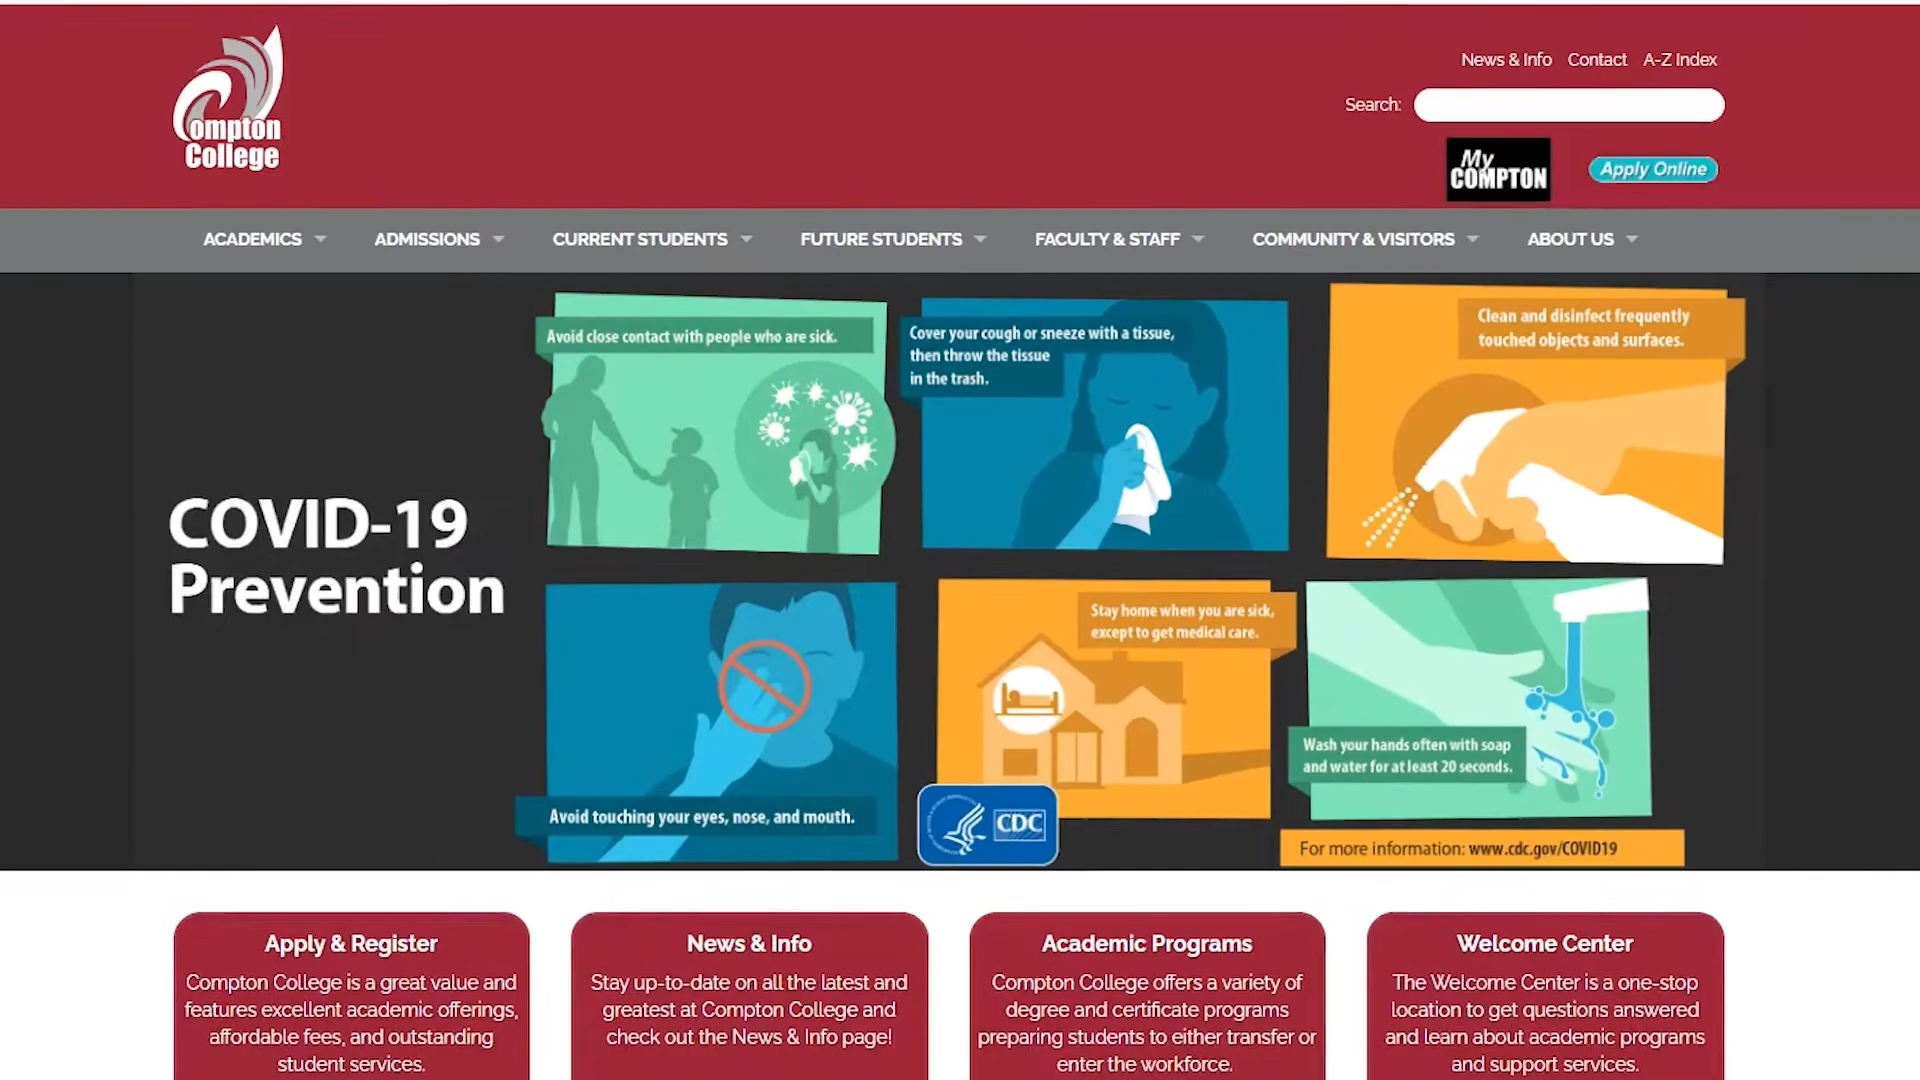 Compton
College
News & Info Contact A-Z Index
Search:
My
COMPTON
Apply Online
ACADEMICS ADMISSIONS CURRENT STUDENTS FUTURE STUDENTS FACULTY & STAFF COMMUNITY & VISITORS ABOUT US
COVID-19
Prevention
Avoid close contact with people who are sick.
Cover your cough or sneeze with a tissue,
then throw the tissue
in the trash.
Clean and disinfect frequently
touched objects and surfaces.
Avoid touching your eyes, nose, and mouth.
Stay home when you are sick,
except to get medical care.
Wash your hands often with soap
and water for at least 20 seconds.
CDC
For more information: www.cdc.gov/COVID19
Apply & Register
Compton College is a great value and
features excellent academic offerings,
affordable fees, and outstanding
student services.
News & Info
Stay up-to-date on all the latest and
greatest at Compton College and
check out the News & Info page!
Academic Programs
Compton College offers a variety of
degree and certificate programs
preparing students to either transfer or
enter the workforce.
Welcome Center
The Welcome Center is a one-stop
location to get questions answered
and learn about academic programs
and support services.